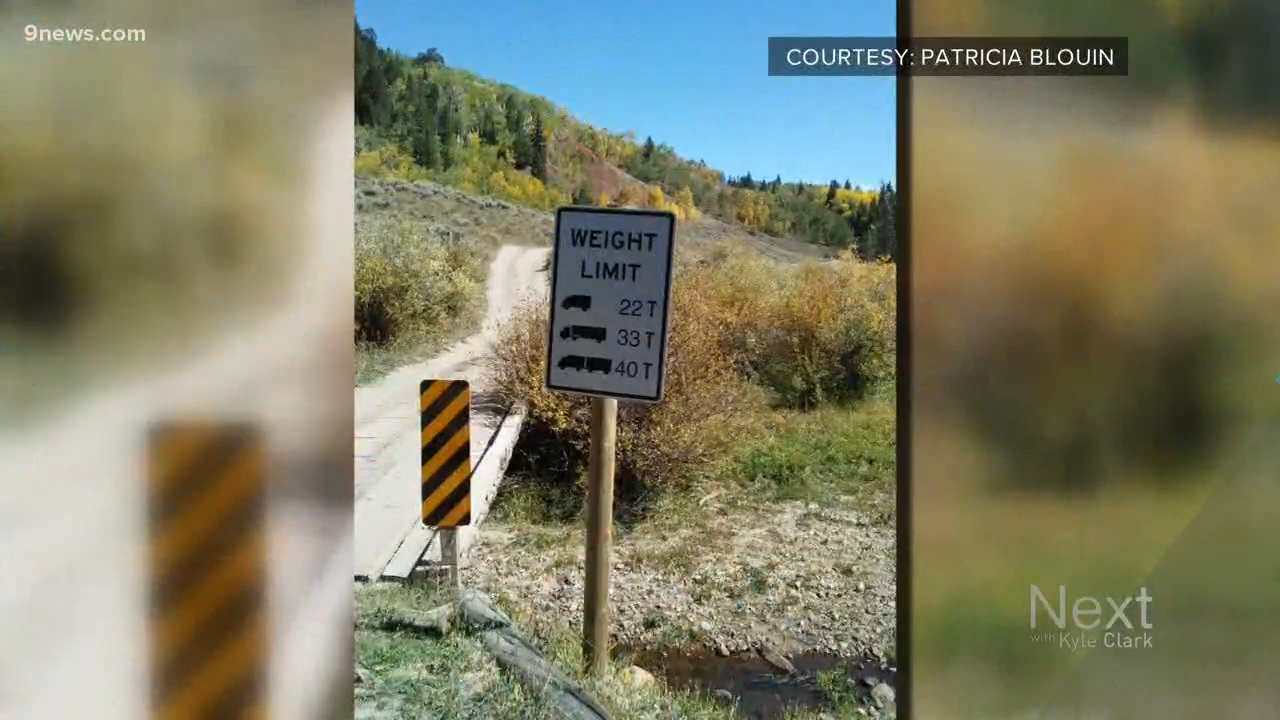 9news.com
COURTESY: PATRICIA BLOUIN
WEIGHT
LIMIT
22 T
33 T
40 T
Next
with Kyle Clark